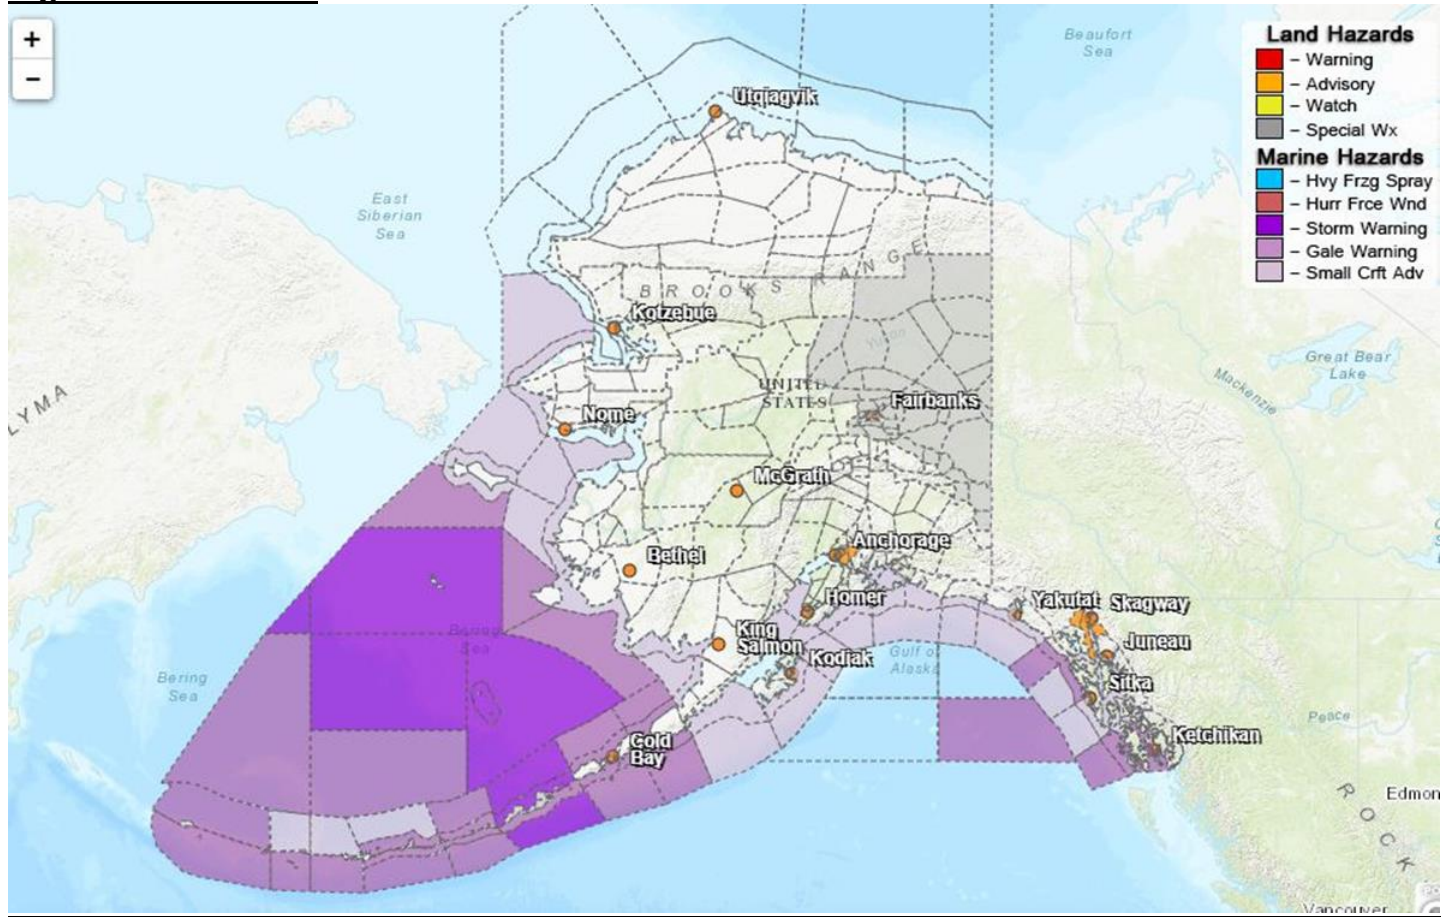 +
−
Beaufort
Sea
Land Hazards
– Warning
– Advisory
– Watch
– Special Wx
Marine Hazards
– Hvy Frzg Spray
– Hurr Frce Wnd
– Storm Warning
– Gale Warning
– Small Crft Adv
Utqiagvik
East
Siberian
Sea
BROOKS RANGE
Kotzebue
Yukon
Great Bear
Lake
Mackenzie
LYMA
UNITED
STATES
Fairbanks
Nome
McGrath
Anchorage
Bethel
Homer
Yakutat
Skagway
King
Salmon
Juneau
Bering
Sea
Kodiak
Gulf of
Alaska
Bering
Sea
Sitka
Peace
Ketchikan
Cold
Bay
Edmon
ROCK
Vancouver